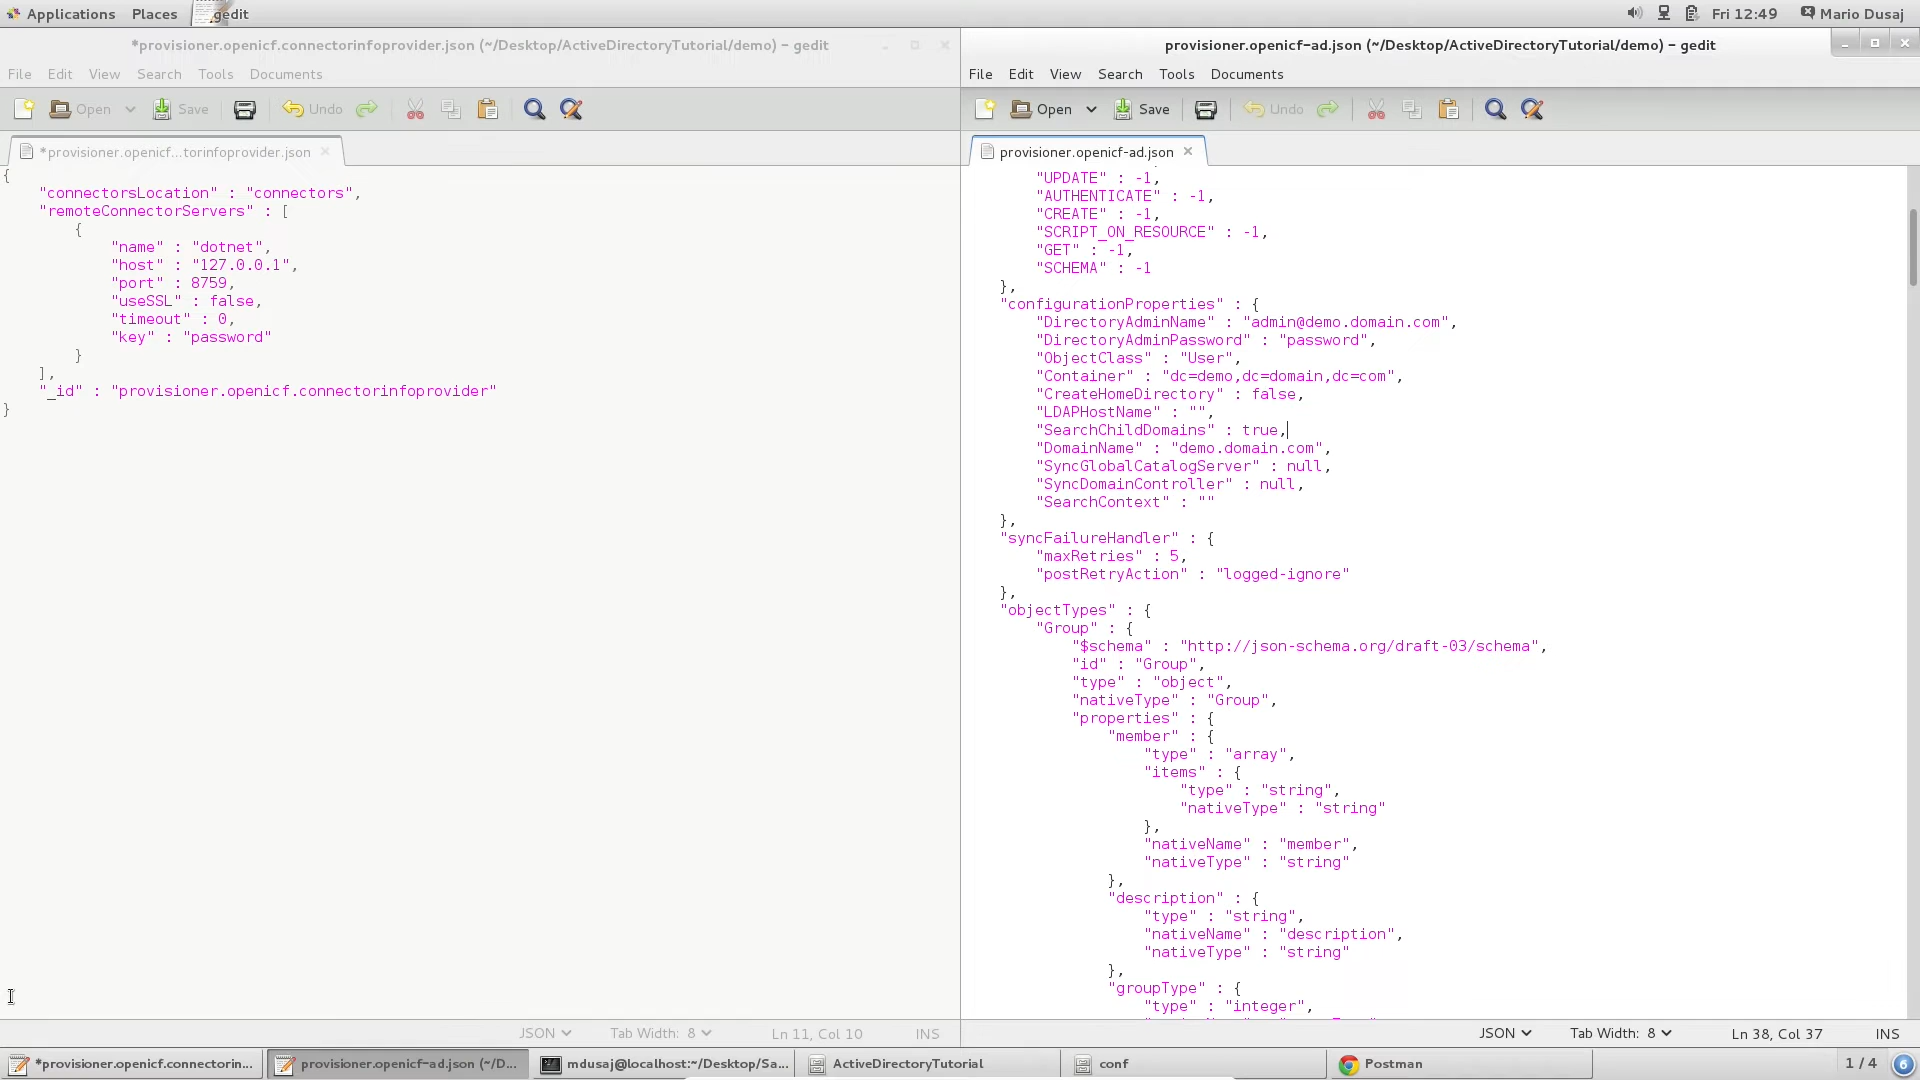 Applications Places gedit Fri 12:49 Mario Dusaj
*provisioner.openicf.connectorinfoprovider.json (~/Desktop/ActiveDirectoryTutorial/demo) - gedit
File Edit View Search Tools Documents
Open Save Undo
*provisioner.openicf...torinfoprovider.json
{
"connectorsLocation" : "connectors",
"remoteConnectorServers" : [
{
"name" : "dotnet",
"host" : "127.0.0.1",
"port" : 8759,
"useSSL" : false,
"timeout" : 0,
"key" : "password"
}
],
"_id" : "provisioner.openicf.connectorinfoprovider"
}
JSON Tab Width: 8 Ln 11, Col 10 INS
provisioner.openicf-ad.json (~/Desktop/ActiveDirectoryTutorial/demo) - gedit
File Edit View Search Tools Documents
Open Save Undo
provisioner.openicf-ad.json
"UPDATE" : -1,
"AUTHENTICATE" : -1,
"CREATE" : -1,
"SCRIPT_ON_RESOURCE" : -1,
"GET" : -1,
"SCHEMA" : -1
},
"configurationProperties" : {
"DirectoryAdminName" : "admin@demo.domain.com",
"DirectoryAdminPassword" : "password",
"ObjectClass" : "User",
"Container" : "dc=demo,dc=domain,dc=com",
"CreateHomeDirectory" : false,
"LDAPHostName" : "",
"SearchChildDomains" : true,
"DomainName" : "demo.domain.com",
"SyncGlobalCatalogServer" : null,
"SyncDomainController" : null,
"SearchContext" : ""
},
"syncFailureHandler" : {
"maxRetries" : 5,
"postRetryAction" : "logged-ignore"
},
"objectTypes" : {
"Group" : {
"$schema" : "http://json-schema.org/draft-03/schema",
"id" : "Group",
"type" : "object",
"nativeType" : "Group",
"properties" : {
"member" : {
"type" : "array",
"items" : {
"type" : "string",
"nativeType" : "string"
},
"nativeName" : "member",
"nativeType" : "string"
},
"description" : {
"type" : "string",
"nativeName" : "description",
"nativeType" : "string"
},
"groupType" : {
"type" : "integer",
JSON Tab Width: 8 Ln 38, Col 37 INS
*provisioner.openicf.connectorin... provisioner.openicf-ad.json (~/D... mdusaj@localhost:~/Desktop/Sa... ActiveDirectoryTutorial conf Postman 1 / 4 6